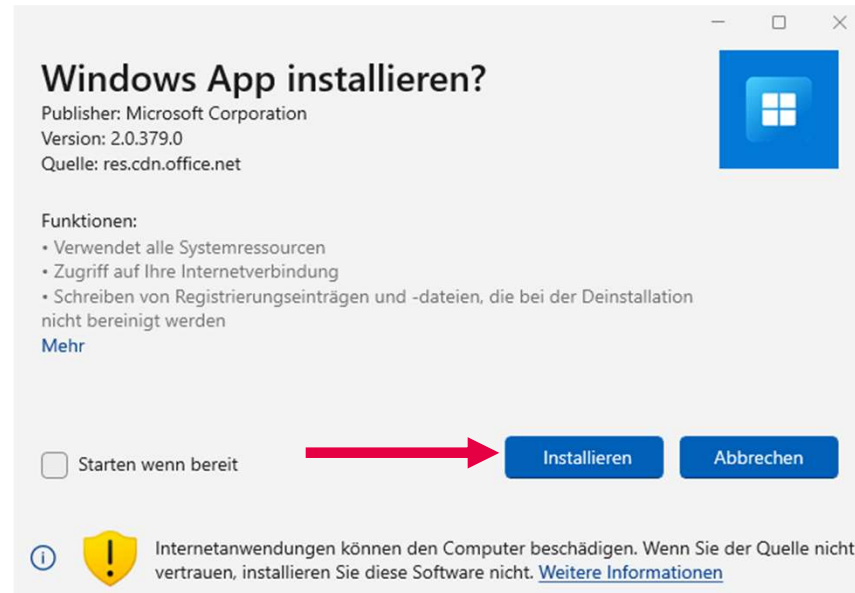 Windows App installieren?
Publisher: Microsoft Corporation
Version: 2.0.379.0
Quelle: res.cdn.office.net
Funktionen:
• Verwendet alle Systemressourcen
• Zugriff auf Ihre Internetverbindung
• Schreiben von Registrierungseinträgen und -dateien, die bei der Deinstallation
nicht bereinigt werden
Mehr
Starten wenn bereit
Installieren
Abbrechen
Internetanwendungen können den Computer beschädigen. Wenn Sie der Quelle nicht
vertrauen, installieren Sie diese Software nicht. Weitere Informationen